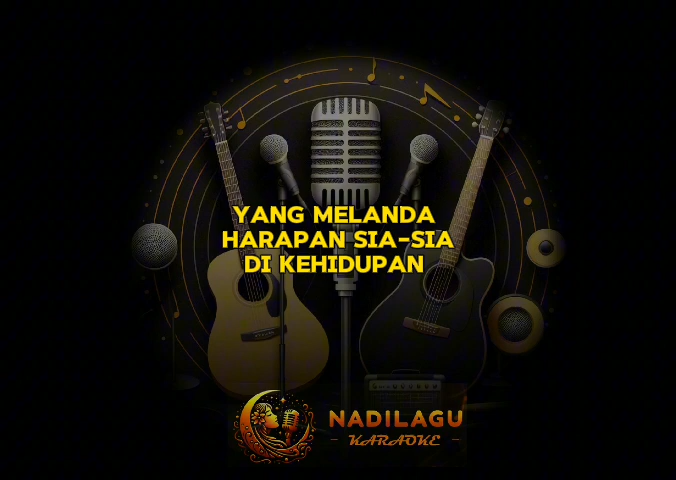 YANG MELANDA
HARAPAN SIA-SIA
DI KEHIDUPAN
NADILAGU
- KARAOKE -